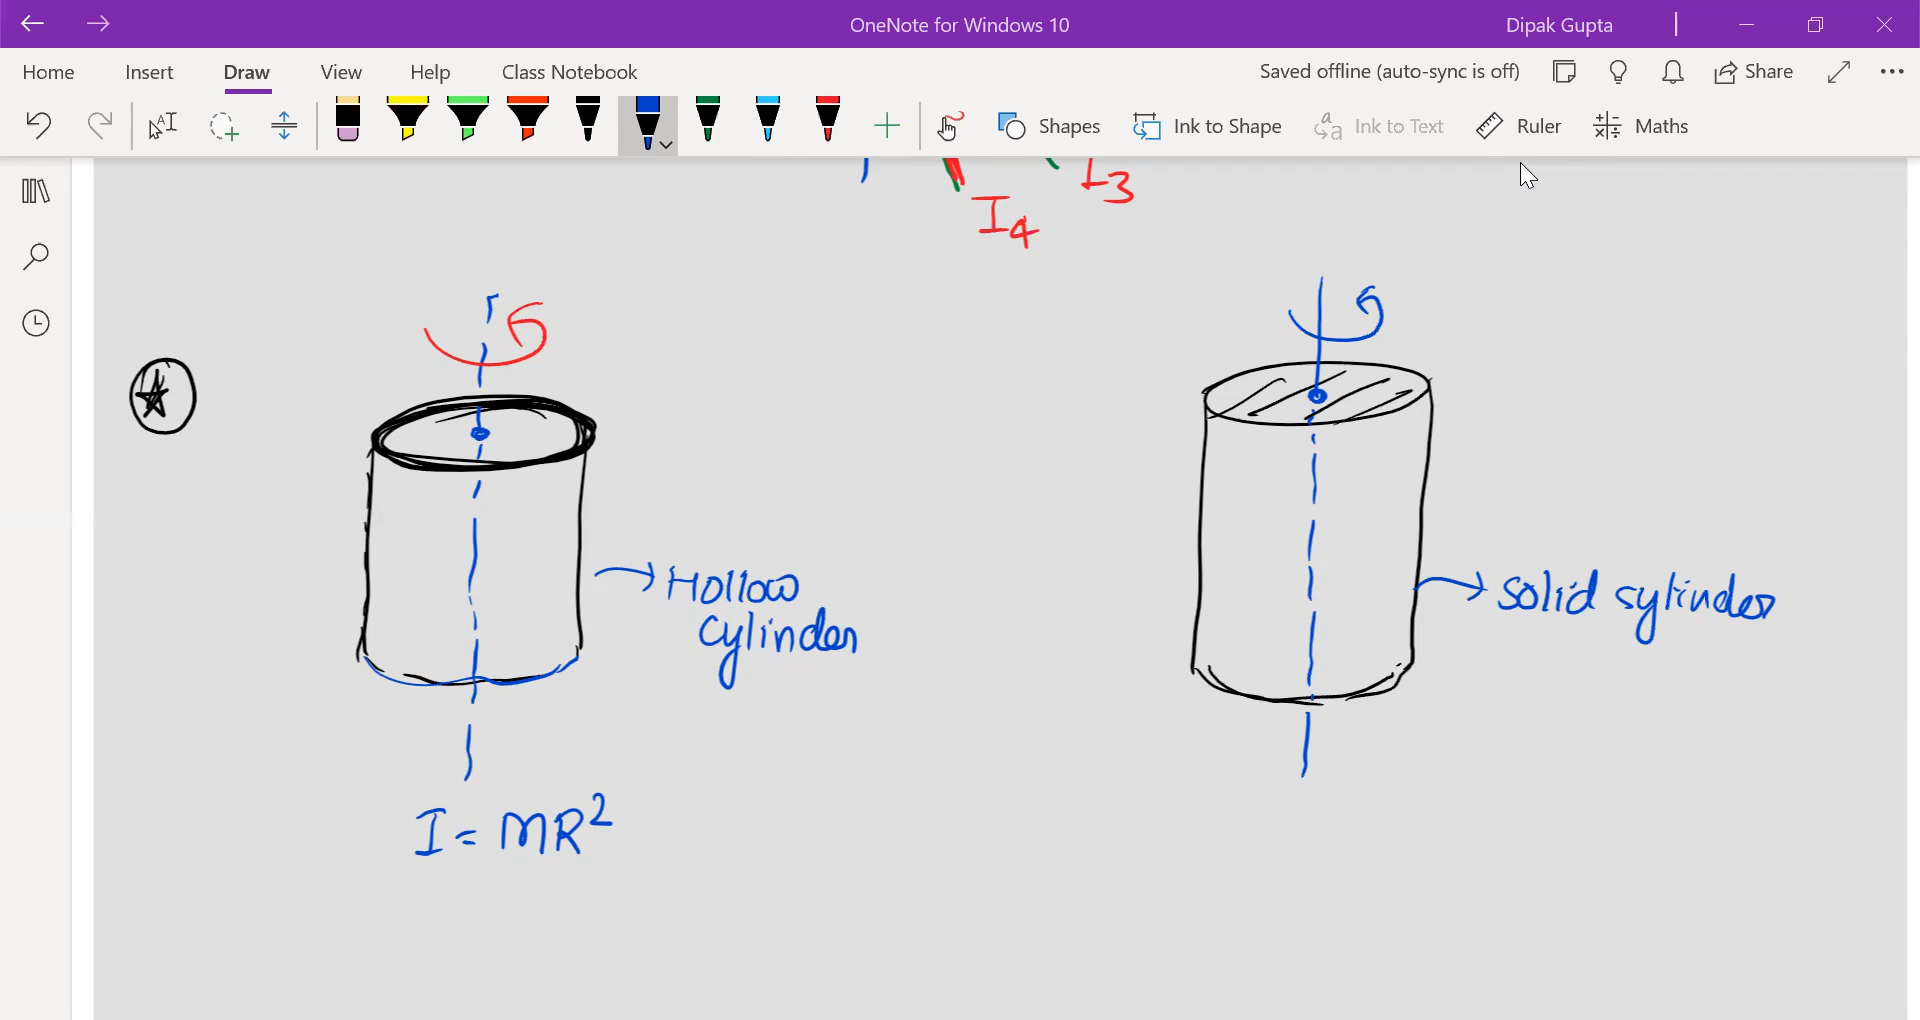 OneNote for Windows 10
Dipak Gupta
Home Insert Draw View Help Class Notebook
Saved offline (auto-sync is off)
Share
Shapes
Ink to Shape
Ink to Text
Ruler
Maths
I3
I4
Hollow
cylinder
solid sylinder
I = MR²